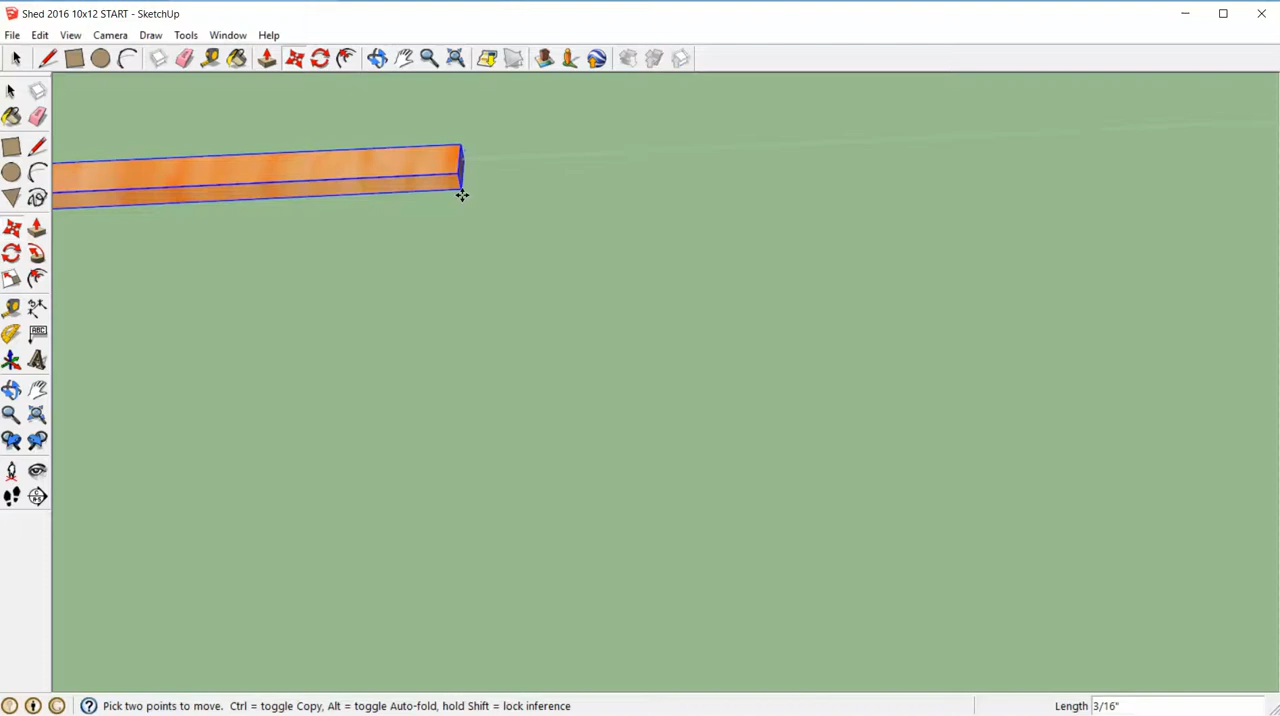 Shed 2016 10x12 START - SketchUp
File Edit View Camera Draw Tools Window Help
ABC
Pick two points to move. Ctrl = toggle Copy, Alt = toggle Auto-fold, hold Shift = lock inference
Length 3/16"